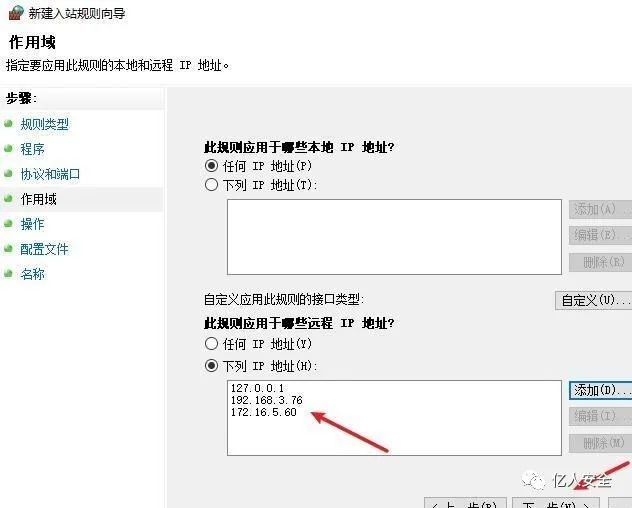 新建入站规则向导
作用域
指定要应用此规则的本地和远程 IP 地址。
步骤:
规则类型
程序
协议和端口
作用域
操作
配置文件
名称
此规则应用于哪些本地 IP 地址?
任何 IP 地址(P)
下列 IP 地址(T):
添加(A)...
编辑(E)...
删除(R)
自定义应用此规则的接口类型:
自定义(U)...
此规则应用于哪些远程 IP 地址?
任何 IP 地址(Y)
下列 IP 地址(H):
127.0.0.1
192.168.3.76
172.16.5.60
添加(D)...
编辑(I)...
删除(M)
亿人安全
< 上一步(B)
下一步(N) >